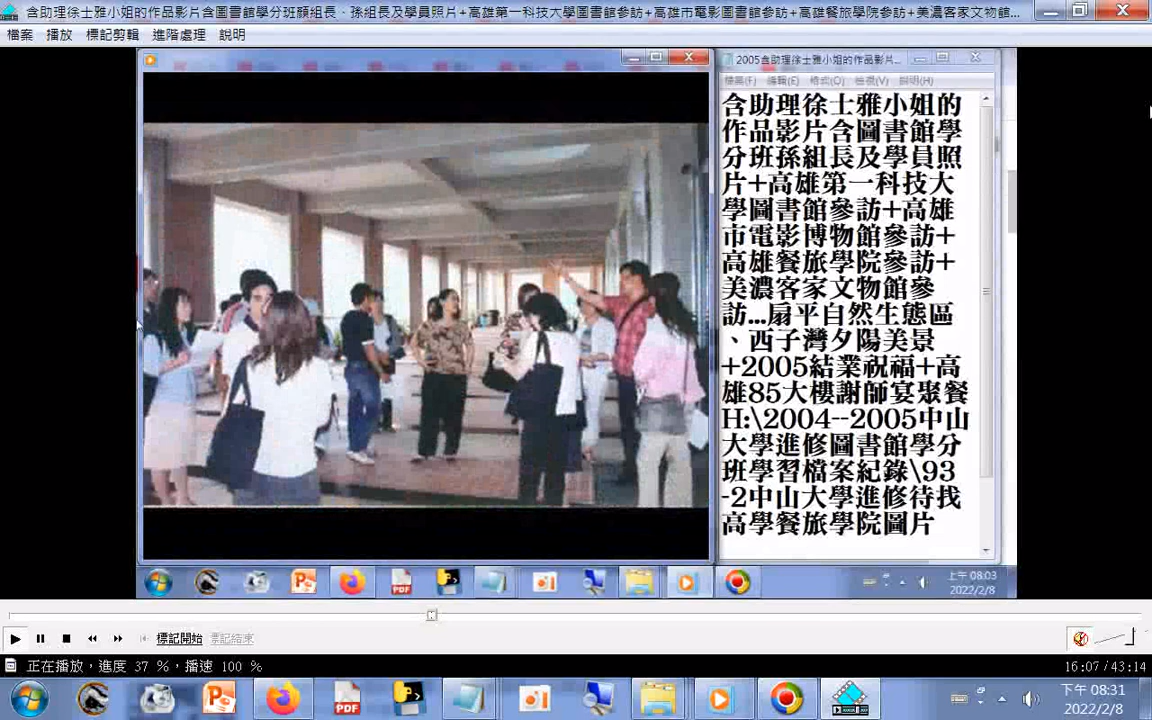 含助理徐士雅小姐的作品影片含圖書館學分班顏組長、孫組長及學員照片+高雄第一科技大學圖書館參訪+高雄市電影圖書館參訪+高雄餐旅學院參訪+美濃客家文物館...
檔案 播放 標記剪輯 進階處理 說明
2005含助理徐士雅小姐的作品影片...
檔案(F) 編輯(E) 格式(O) 檢視(V) 說明(H)
含助理徐士雅小姐的
作品影片含圖書館學
分班孫組長及學員照
片+高雄第一科技大
學圖書館參訪+高雄
市電影博物館參訪+
高雄餐旅學院參訪+
美濃客家文物館參
訪...扇平自然生態區
、西子灣夕陽美景
+2005結業祝福+高
雄85大樓謝師宴聚餐
H:\2004--2005中山
大學進修圖書館學分
班學習檔案紀錄\93
-2中山大學進修待找
高學餐旅學院圖片
PDF
上午 08:03
2022/2/8
標記開始 標記結束
正在播放，進度 37 %，播速 100 %
16:07 / 43:14
PDF
下午 08:31
2022/2/8